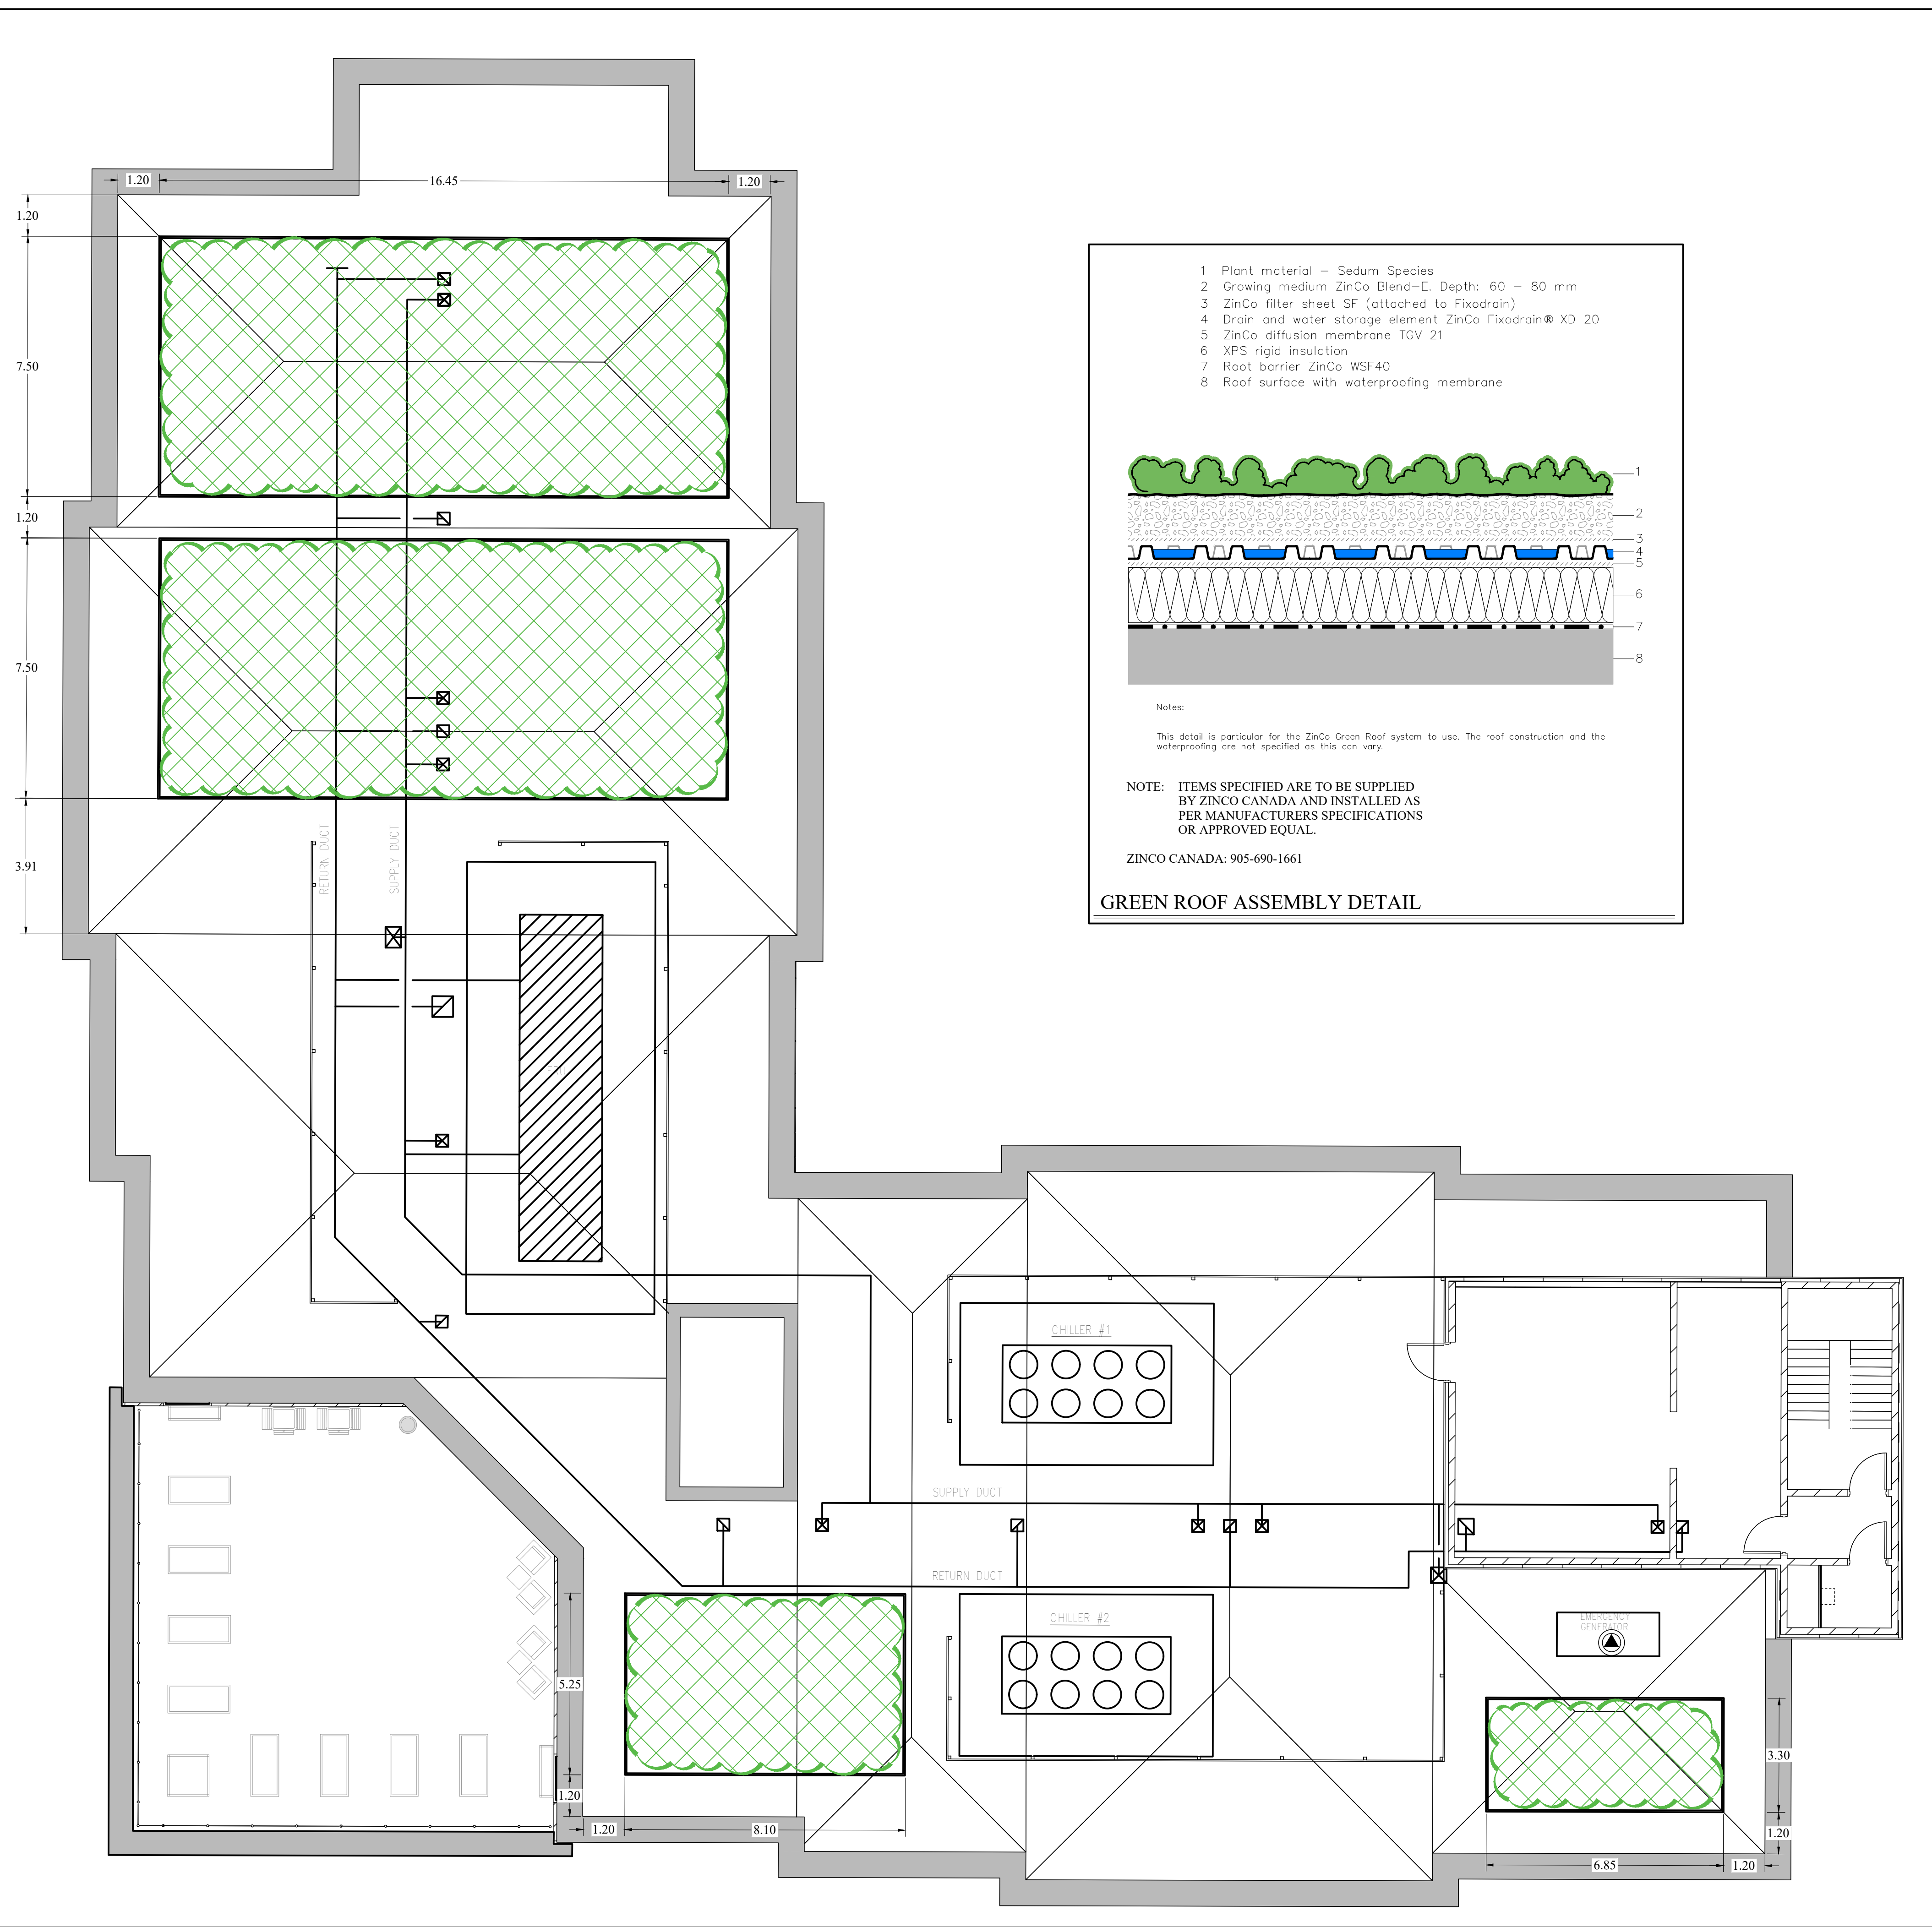 1.20
16.45
1.20
1.20
7.50
1.20
7.50
3.91
RETURN DUCT
SUPPLY DUCT
1 Plant material – Sedum Species
2 Growing medium ZinCo Blend–E. Depth: 60 – 80 mm
3 ZinCo filter sheet SF (attached to Fixodrain)
4 Drain and water storage element ZinCo Fixodrain® XD 20
5 ZinCo diffusion membrane TGV 21
6 XPS rigid insulation
7 Root barrier ZinCo WSF40
8 Roof surface with waterproofing membrane
1
2
3
4
5
6
7
8
Notes:
This detail is particular for the ZinCo Green Roof system to use. The roof construction and the
waterproofing are not specified as this can vary.
NOTE: ITEMS SPECIFIED ARE TO BE SUPPLIED
BY ZINCO CANADA AND INSTALLED AS
PER MANUFACTURERS SPECIFICATIONS
OR APPROVED EQUAL.
ZINCO CANADA: 905-690-1661
GREEN ROOF ASSEMBLY DETAIL
CHILLER #1
SUPPLY DUCT
RETURN DUCT
CHILLER #2
EMERGENCY
GENERATOR
5.25
1.20
1.20
8.10
3.30
1.20
6.85
1.20